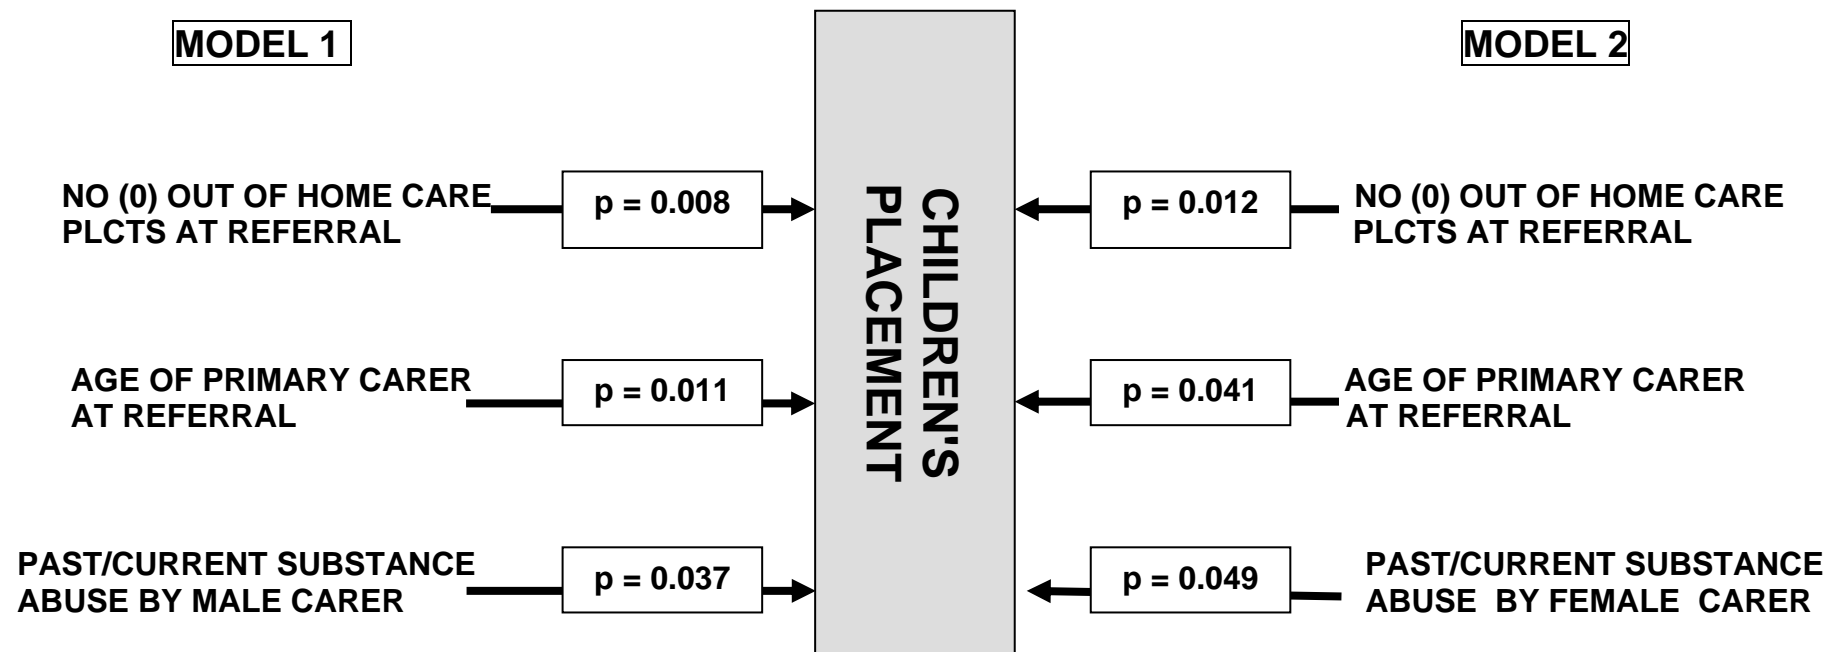 MODEL 1
NO (0) OUT OF HOME CARE
PLCTS AT REFERRAL
p = 0.008
AGE OF PRIMARY CARER
AT REFERRAL
p = 0.011
PAST/CURRENT SUBSTANCE
ABUSE BY MALE CARER
p = 0.037
CHILDREN'S
PLACEMENT
MODEL 2
p = 0.012
NO (0) OUT OF HOME CARE
PLCTS AT REFERRAL
p = 0.041
AGE OF PRIMARY CARER
AT REFERRAL
p = 0.049
PAST/CURRENT SUBSTANCE
ABUSE BY FEMALE CARER